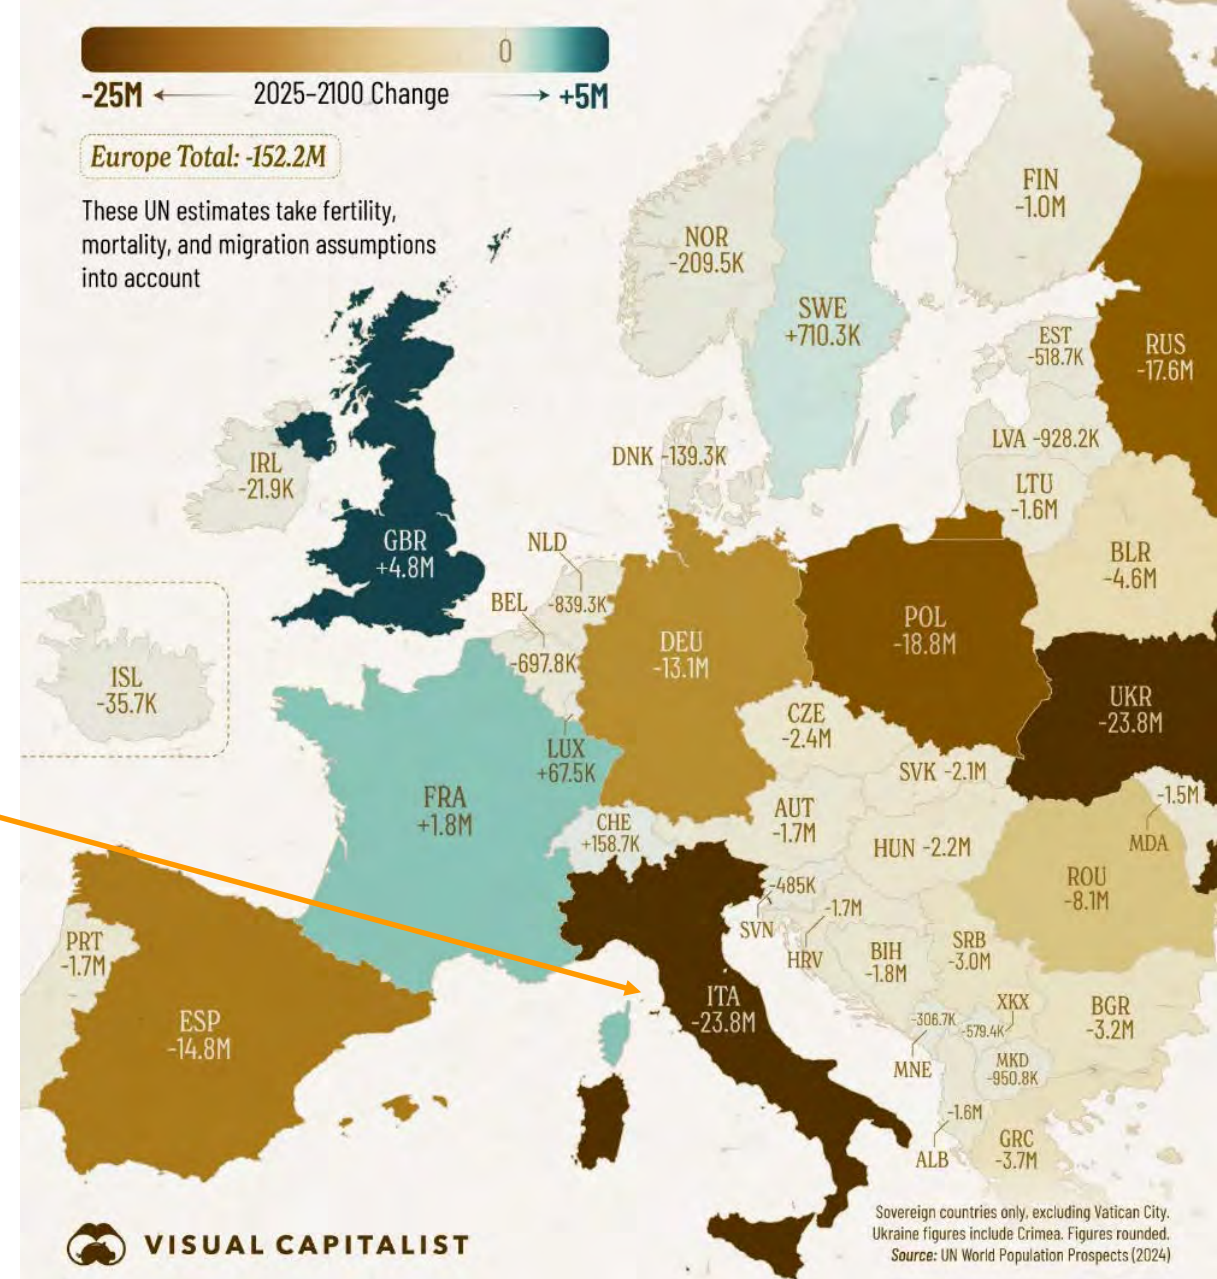 0
-25M
2025-2100 Change
+5M
Europe Total: -152.2M
These UN estimates take fertility,
mortality, and migration assumptions
into account
FIN
-1.0M
NOR
-209.5K
SWE
+710.3K
EST
-518.7K
RUS
-17.6M
LVA -928.2K
DNK -139.3K
IRL
-21.9K
LTU
-1.6M
GBR
+4.8M
NLD
-839.3K
BLR
-4.6M
BEL
-697.8K
POL
-18.8M
DEU
-13.1M
ISL
-35.7K
UKR
-23.8M
CZE
-2.4M
LUX
+67.5K
SVK -2.1M
FRA
+1.8M
-1.5M
MDA
AUT
-1.7M
CHE
+158.7K
HUN -2.2M
ROU
-8.1M
-485K
SVN
-1.7M
HRV
PRT
-1.7M
BIH
-1.8M
SRB
-3.0M
ITA
-23.8M
XKX
-579.4K
BGR
-3.2M
ESP
-14.8M
-306.7K
MNE
MKD
-950.8K
-1.6M
ALB
GRC
-3.7M
Sovereign countries only, excluding Vatican City.
Ukraine figures include Crimea. Figures rounded.
Source: UN World Population Prospects (2024)
VISUAL CAPITALIST